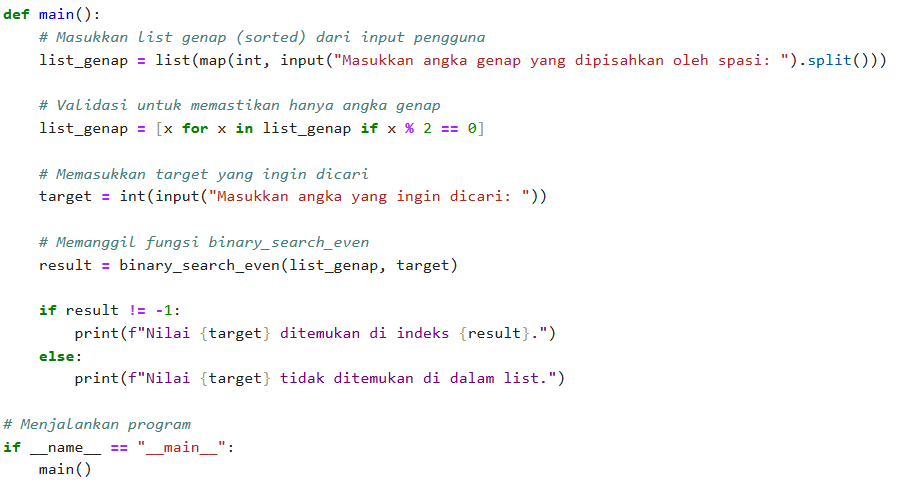 def main():
    # Masukkan list genap (sorted) dari input pengguna
    list_genap = list(map(int, input("Masukkan angka genap yang dipisahkan oleh spasi: ").split()))
    # Validasi untuk memastikan hanya angka genap
    list_genap = [x for x in list_genap if x % 2 == 0]
    # Memasukkan target yang ingin dicari
    target = int(input("Masukkan angka yang ingin dicari: "))
    # Memanggil fungsi binary_search_even
    result = binary_search_even(list_genap, target)
    if result != -1:
        print(f"Nilai {target} ditemukan di indeks {result}.")
    else:
        print(f"Nilai {target} tidak ditemukan di dalam list.")
# Menjalankan program
if __name__ == "__main__":
    main()